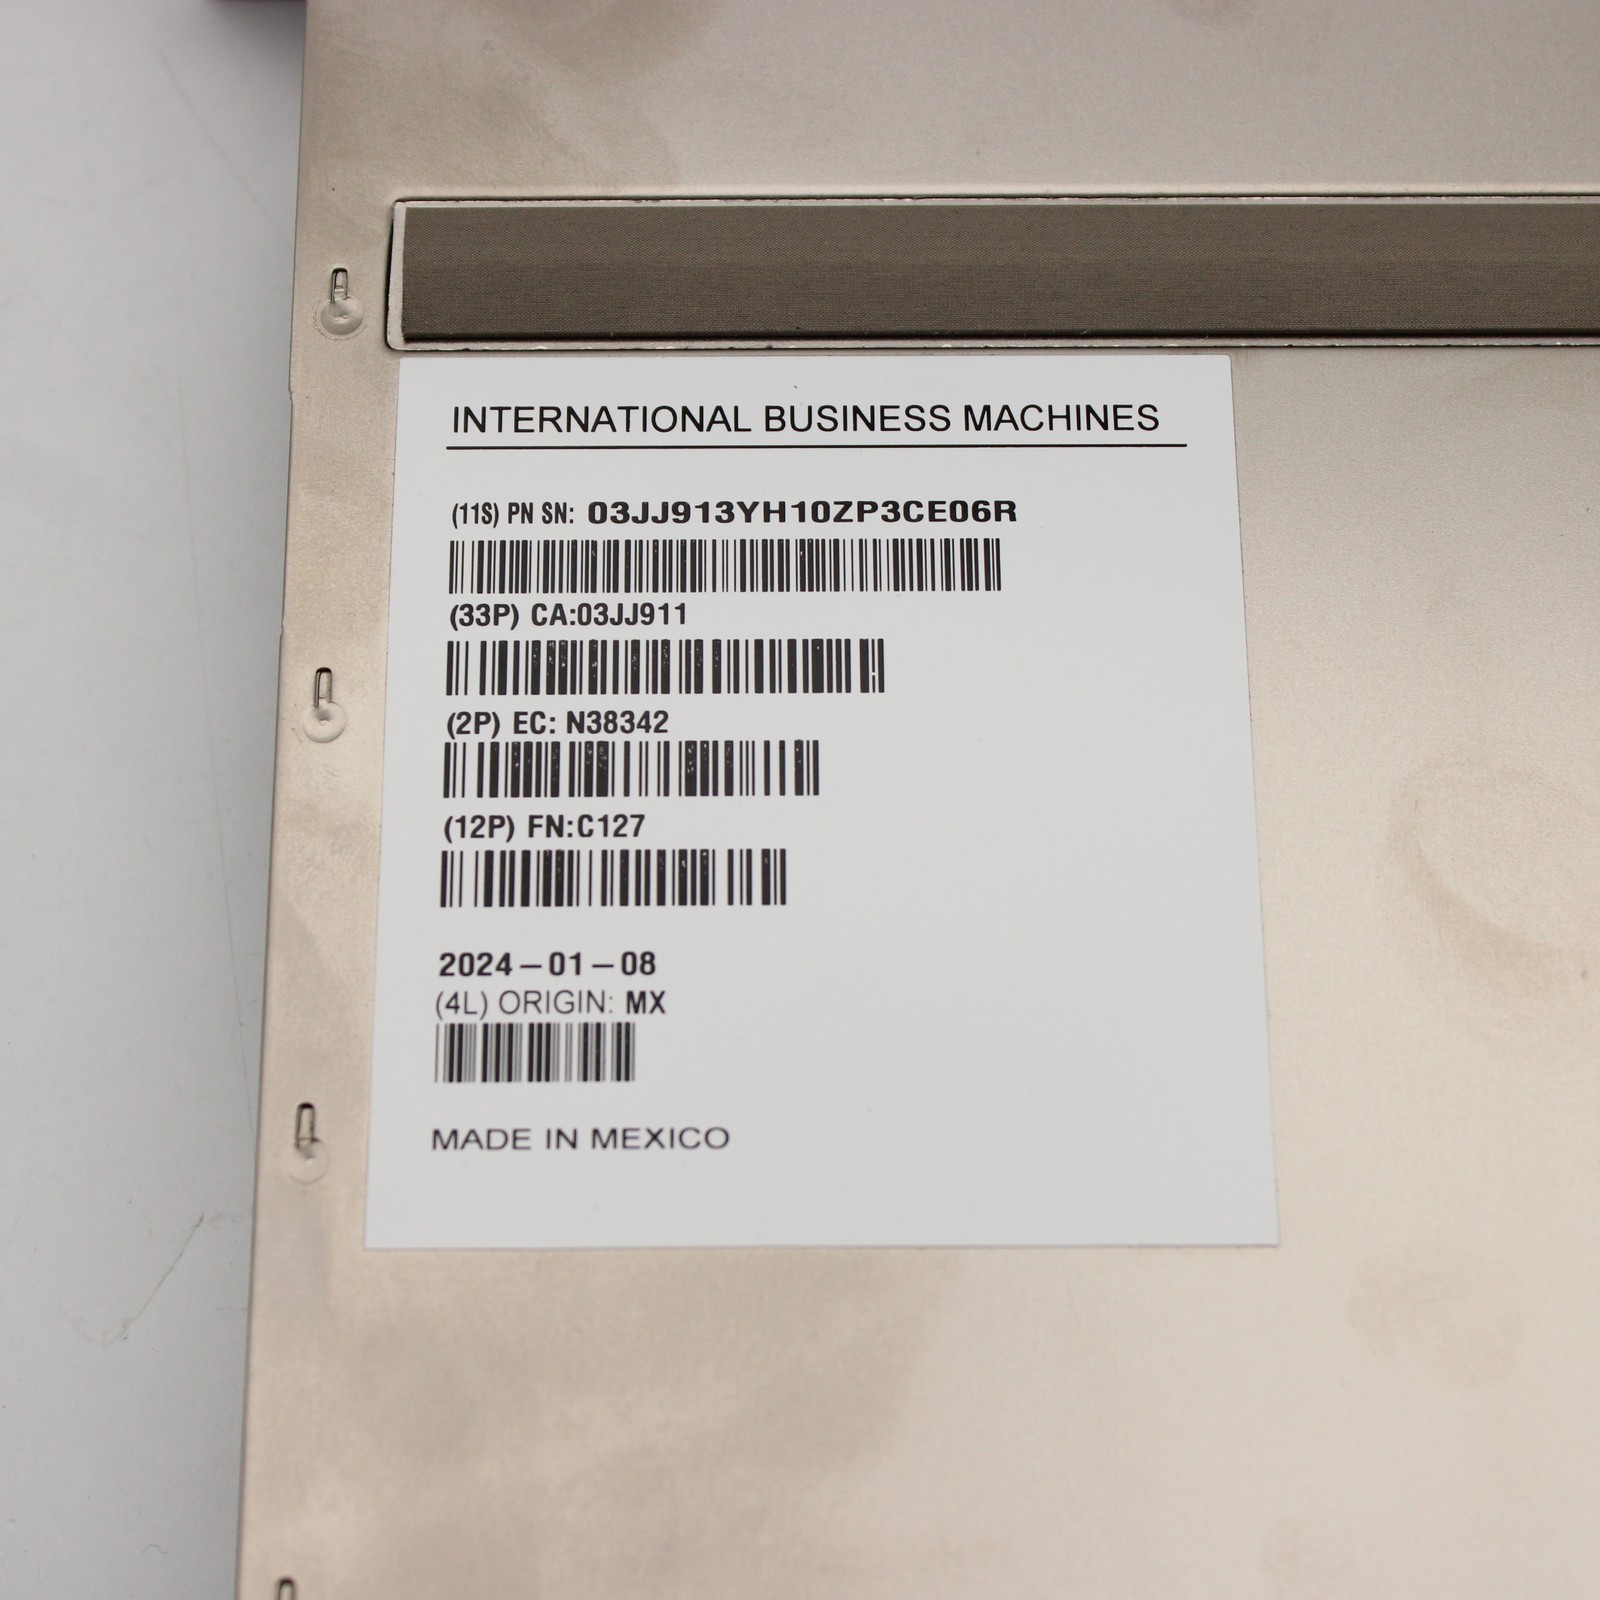 INTERNATIONAL BUSINESS MACHINES
(11S) PN SN: 03JJ913YH10ZP3CE06R
(33P) CA:03JJ911
(2P) EC: N38342
(12P) FN:C127
2024-01-08
(4L) ORIGIN: MX
MADE IN MEXICO